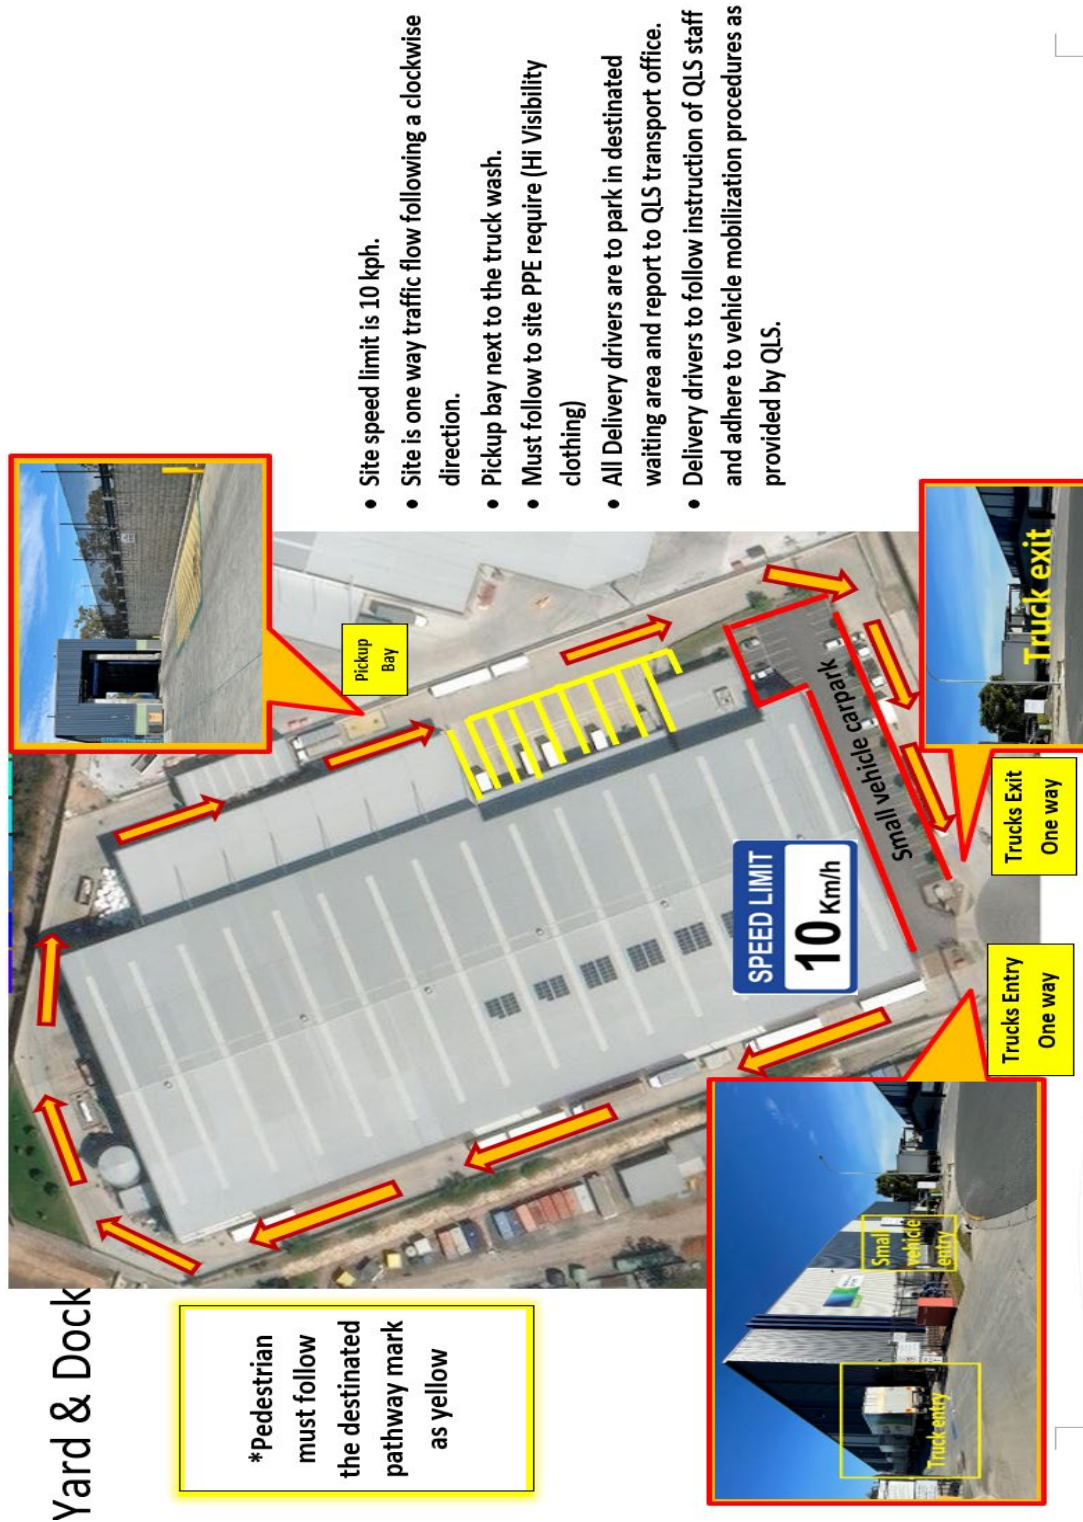 Yard & Dock
*Pedestrian
must follow
the destinated
pathway mark
as yellow
Pickup
Bay
Small vehicle carpark
SPEED LIMIT
10 Km/h
Trucks Entry
One way
Trucks Exit
One way
Truck entry
Small
vehicle
entry
Truck exit
• Site speed limit is 10 kph.
• Site is one way traffic flow following a clockwise
direction.
• Pickup bay next to the truck wash.
• Must follow to site PPE require (Hi Visibility
clothing)
• All Delivery drivers are to park in destinated
waiting area and report to QLS transport office.
• Delivery drivers to follow instruction of QLS staff
and adhere to vehicle mobilization procedures as
provided by QLS.